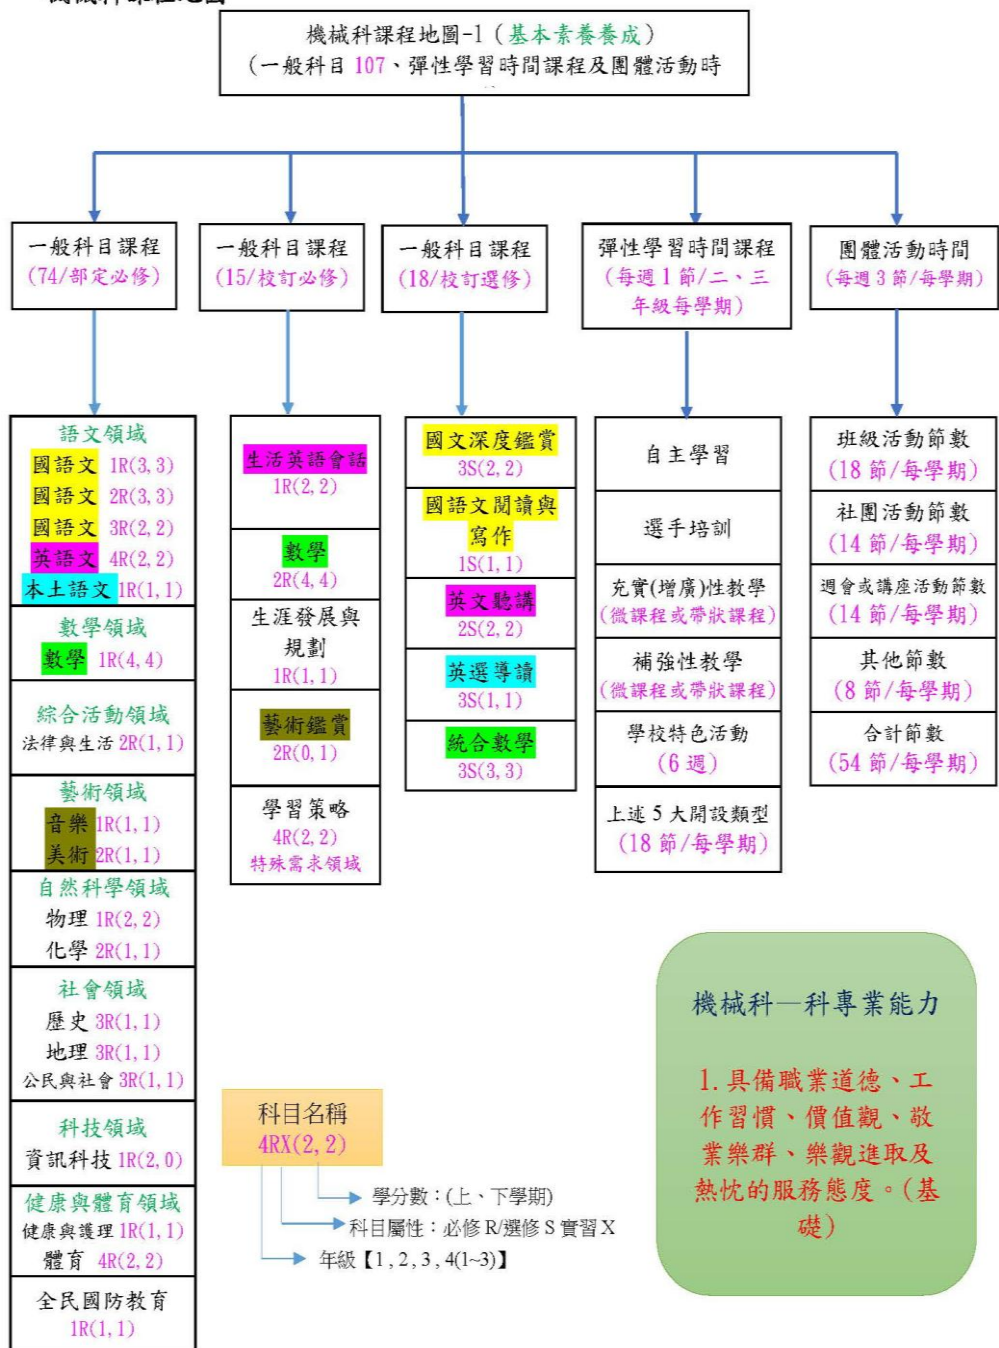 機械科課程地圖-1（基本素養養成）
（一般科目 107、彈性學習時間課程及團體活動時
一般科目課程
(74/部定必修)
一般科目課程
(15/校訂必修)
一般科目課程
(18/校訂選修)
彈性學習時間課程
(每週 1 節/二、三
年級每學期)
團體活動時間
(每週 3 節/每學期)
語文領域
國語文 1R(3,3)
國語文 2R(3,3)
國語文 3R(2,2)
英語文 4R(2,2)
本土語文 1R(1,1)
數學領域
數學 1R(4,4)
綜合活動領域
法律與生活 2R(1,1)
藝術領域
音樂 1R(1,1)
美術 2R(1,1)
自然科學領域
物理 1R(2,2)
化學 2R(1,1)
社會領域
歷史 3R(1,1)
地理 3R(1,1)
公民與社會 3R(1,1)
科技領域
資訊科技 1R(2,0)
健康與體育領域
健康與護理 1R(1,1)
體育 4R(2,2)
全民國防教育
1R(1,1)
生活英語會話
1R(2,2)
數學
2R(4,4)
生涯發展與
規劃
1R(1,1)
藝術鑑賞
2R(0,1)
學習策略
4R(2,2)
特殊需求領域
國文深度鑑賞
3S(2,2)
國語文閱讀與
寫作
1S(1,1)
英文聽講
2S(2,2)
英選導讀
3S(1,1)
統合數學
3S(3,3)
自主學習
選手培訓
充實(增廣)性教學
(微課程或帶狀課程)
補強性教學
(微課程或帶狀課程)
學校特色活動
(6 週)
上述 5 大開設類型
(18 節/每學期)
班級活動節數
(18 節/每學期)
社團活動節數
(14 節/每學期)
週會或講座活動節數
(14 節/每學期)
其他節數
(8 節/每學期)
合計節數
(54 節/每學期)
科目名稱
4RX(2,2)
學分數：(上、下學期)
科目屬性：必修 R/選修 S 實習 X
年級【1 , 2 , 3 , 4(1~3)】
機械科—科專業能力
1.具備職業道德、工
作習慣、價值觀、敬
業樂群、樂觀進取及
熱忱的服務態度。(基
礎)